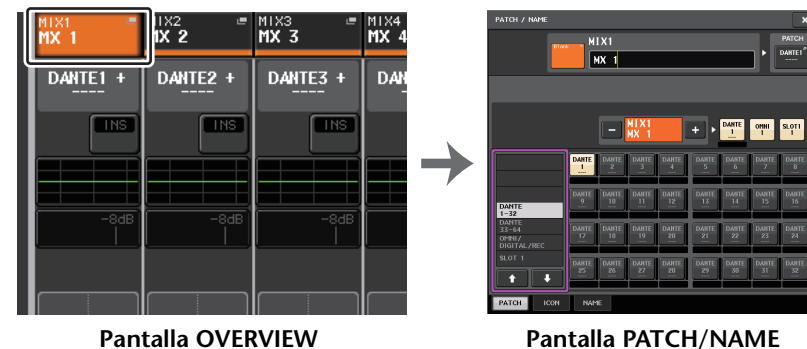 MIX1
MX 1
MIX2
MX 2
MIX3
MX 3
MIX4
MX 4
DANTE1 +
DANTE2 +
DANTE3 +
DAN
INS
INS
INS
-8dB
-8dB
-8dB
Pantalla OVERVIEW
PATCH / NAME
Blank
MIX1
MX 1
PATCH
DANTE1
MIX1
MX 1
DANTE 1
OMNI 1
SLOT1 1
DANTE 1-32
DANTE 33-64
OMNI/ DIGITAL/REC
SLOT 1
DANTE 1
DANTE 2
DANTE 3
DANTE 4
DANTE 5
DANTE 6
DANTE 7
DANTE 8
DANTE 9
DANTE 10
DANTE 11
DANTE 12
DANTE 13
DANTE 14
DANTE 15
DANTE 16
DANTE 17
DANTE 18
DANTE 19
DANTE 20
DANTE 21
DANTE 22
DANTE 23
DANTE 24
DANTE 25
DANTE 26
DANTE 27
DANTE 28
DANTE 29
DANTE 30
DANTE 31
DANTE 32
PATCH
ICON
NAME
Pantalla PATCH/NAME